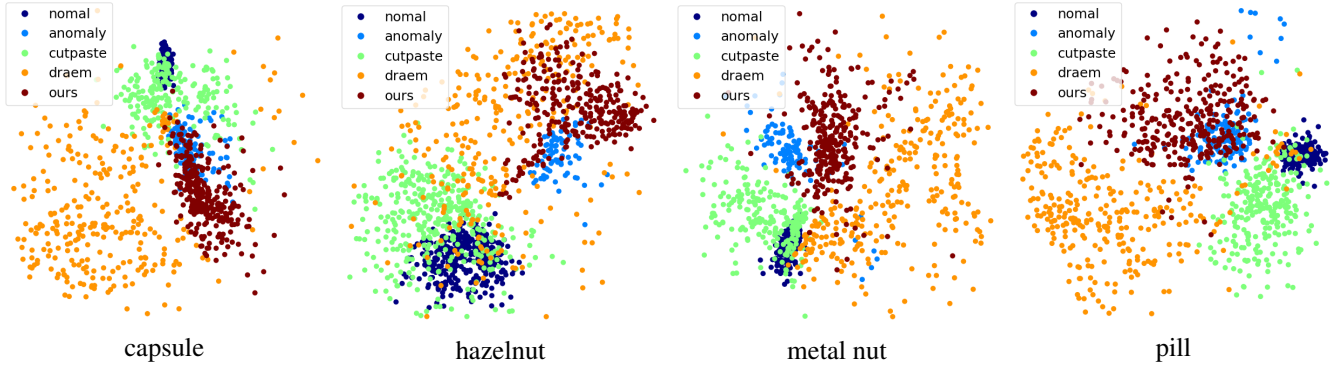 nomal
anomaly
cutpaste
draem
ours
nomal
anomaly
cutpaste
draem
ours
nomal
anomaly
cutpaste
draem
ours
nomal
anomaly
cutpaste
draem
ours
capsule
hazelnut
metal nut
pill